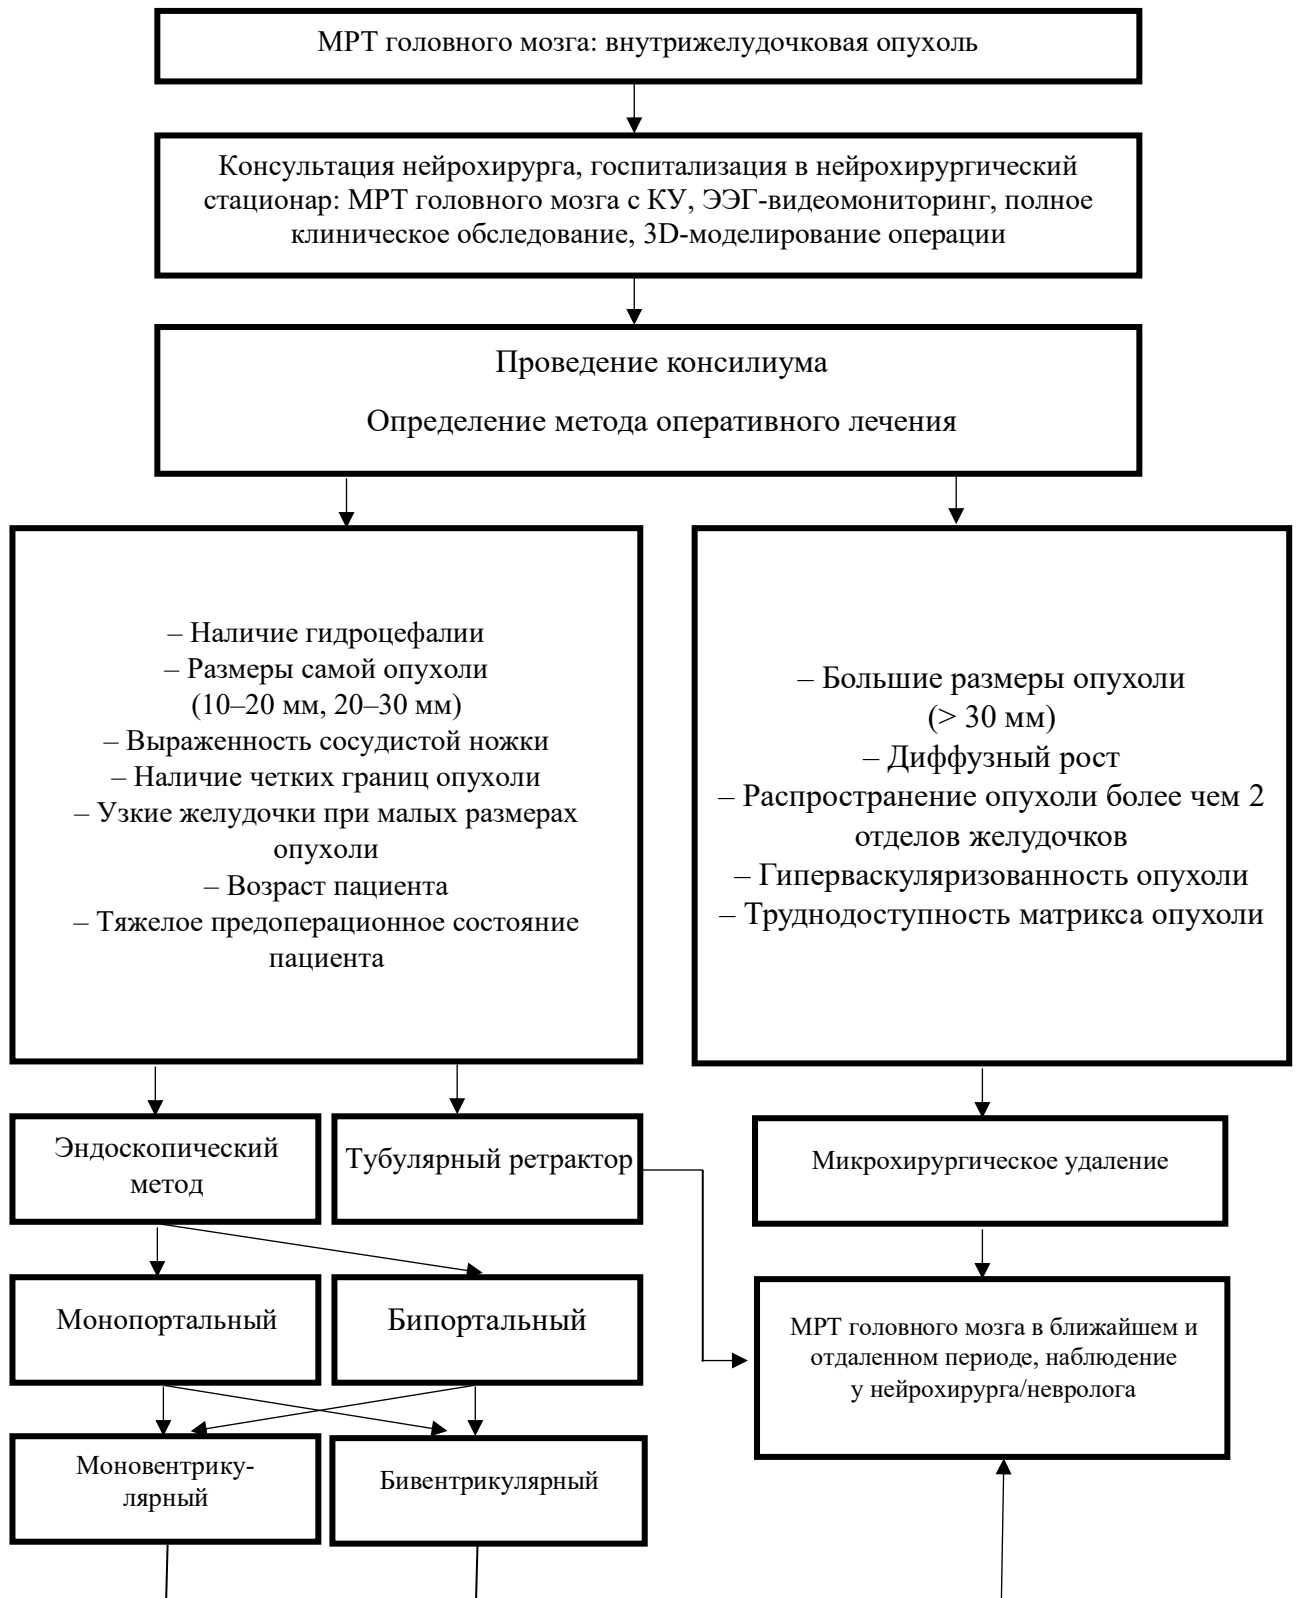 МРТ головного мозга: внутрижелудочковая опухоль
Консультация нейрохирурга, госпитализация в нейрохирургический
стационар: МРТ головного мозга с КУ, ЭЭГ-видеомониторинг, полное
клиническое обследование, 3D-моделирование операции
Проведение консилиума
Определение метода оперативного лечения
– Наличие гидроцефалии
– Размеры самой опухоли
(10–20 мм, 20–30 мм)
– Выраженность сосудистой ножки
– Наличие четких границ опухоли
– Узкие желудочки при малых размерах
опухоли
– Возраст пациента
– Тяжелое предоперационное состояние
пациента
– Большие размеры опухоли
(> 30 мм)
– Диффузный рост
– Распространение опухоли более чем 2
отделов желудочков
– Гиперваскуляризованность опухоли
– Труднодоступность матрикса опухоли
Эндоскопический
метод
Тубулярный ретрактор
Микрохирургическое удаление
Монопортальный
Бипортальный
МРТ головного мозга в ближайшем и
отдаленном периоде, наблюдение
у нейрохирурга/невролога
Моновентрику-
лярный
Бивентрикулярный